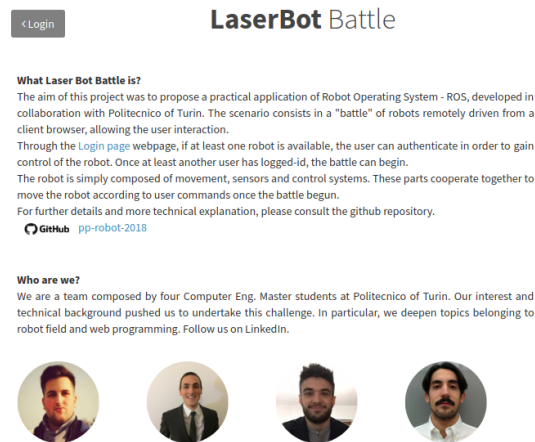 ‹ Login
LaserBot Battle
What Laser Bot Battle is?
The aim of this project was to propose a practical application of Robot Operating System - ROS, developed in
collaboration with Politecnico of Turin. The scenario consists in a "battle" of robots remotely driven from a
client browser, allowing the user interaction.
Through the Login page webpage, if at least one robot is available, the user can authenticate in order to gain
control of the robot. Once at least another user has logged-id, the battle can begin.
The robot is simply composed of movement, sensors and control systems. These parts cooperate together to
move the robot according to user commands once the battle begun.
For further details and more technical explanation, please consult the github repository.
GitHub pp-robot-2018
Who are we?
We are a team composed by four Computer Eng. Master students at Politecnico of Turin. Our interest and
technical background pushed us to undertake this challenge. In particular, we deepen topics belonging to
robot field and web programming. Follow us on LinkedIn.